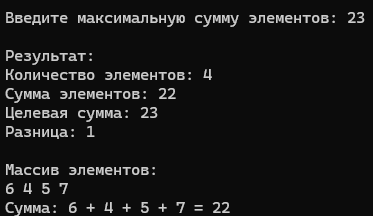 Введите максимальную сумму элементов: 23
Результат:
Количество элементов: 4
Сумма элементов: 22
Целевая сумма: 23
Разница: 1
Массив элементов:
6 4 5 7
Сумма: 6 + 4 + 5 + 7 = 22